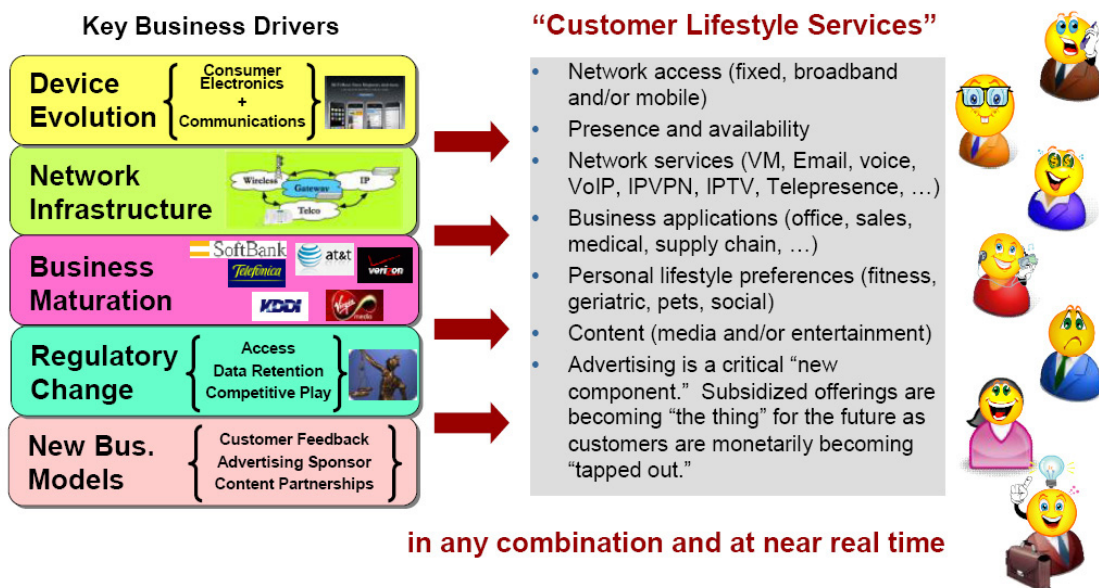 Key Business Drivers
Device
Evolution
Consumer
Electronics
+
Communications
Network
Infrastructure
Wireless
IP
Gateway
Telco
Business
Maturation
SoftBank
Telefónica
at&t
verizon
KDDI
Virgin
media
Regulatory
Change
Access
Data Retention
Competitive Play
New Bus.
Models
Customer Feedback
Advertising Sponsor
Content Partnerships
“Customer Lifestyle Services”
• Network access (fixed, broadband
and/or mobile)
• Presence and availability
• Network services (VM, Email, voice,
VoIP, IPVPN, IPTV, Telepresence, …)
• Business applications (office, sales,
medical, supply chain, …)
• Personal lifestyle preferences (fitness,
geriatric, pets, social)
• Content (media and/or entertainment)
• Advertising is a critical “new
component.” Subsidized offerings are
becoming “the thing” for the future as
customers are monetarily becoming
“tapped out.”
in any combination and at near real time